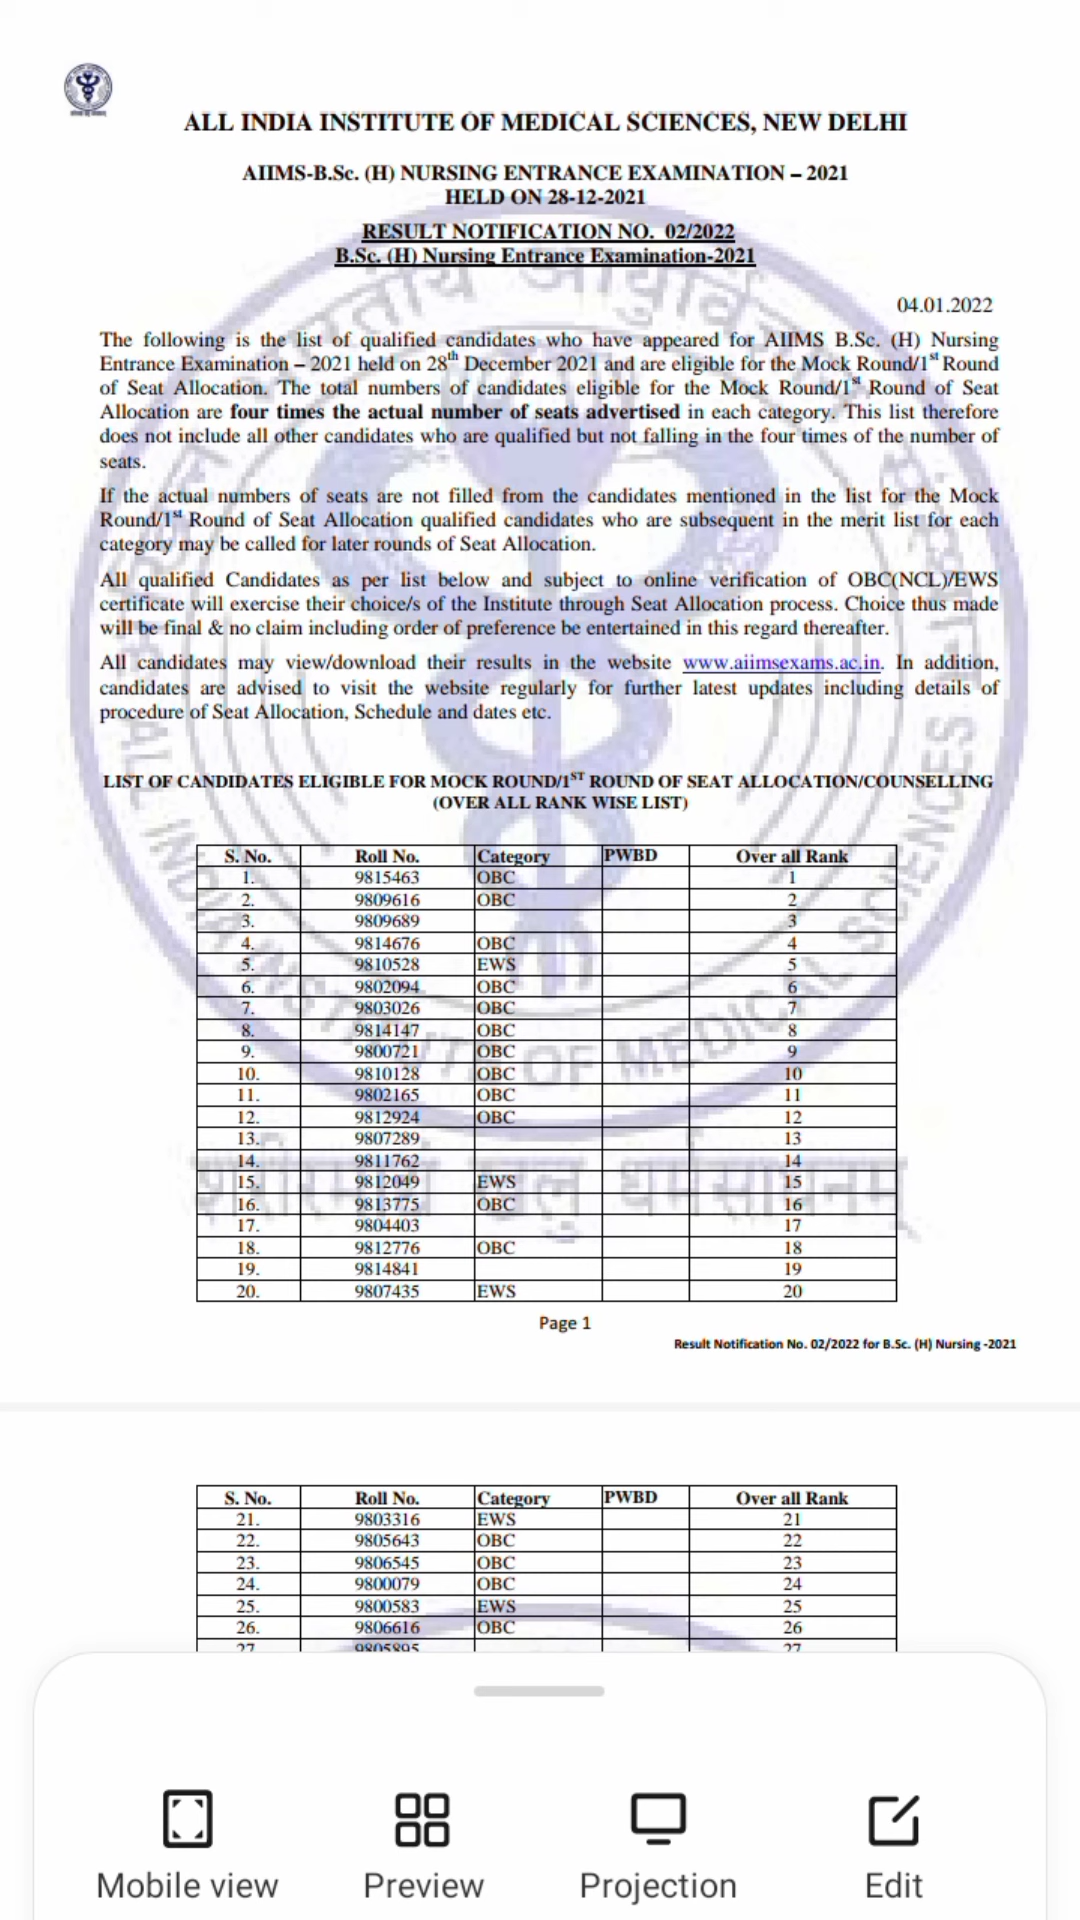 ALL INDIA INSTITUTE OF MEDICAL SCIENCES, NEW DELHI
AIIMS-B.Sc. (H) NURSING ENTRANCE EXAMINATION – 2021
HELD ON 28-12-2021
RESULT NOTIFICATION NO. 02/2022
B.Sc. (H) Nursing Entrance Examination-2021
04.01.2022
The following is the list of qualified candidates who have appeared for AIIMS B.Sc. (H) Nursing
Entrance Examination – 2021 held on 28th December 2021 and are eligible for the Mock Round/1st Round
of Seat Allocation. The total numbers of candidates eligible for the Mock Round/1st Round of Seat
Allocation are four times the actual number of seats advertised in each category. This list therefore
does not include all other candidates who are qualified but not falling in the four times of the number of
seats.
If the actual numbers of seats are not filled from the candidates mentioned in the list for the Mock
Round/1st Round of Seat Allocation qualified candidates who are subsequent in the merit list for each
category may be called for later rounds of Seat Allocation.
All qualified Candidates as per list below and subject to online verification of OBC(NCL)/EWS
certificate will exercise their choice/s of the Institute through Seat Allocation process. Choice thus made
will be final & no claim including order of preference be entertained in this regard thereafter.
All candidates may view/download their results in the website www.aiimsexams.ac.in. In addition,
candidates are advised to visit the website regularly for further latest updates including details of
procedure of Seat Allocation, Schedule and dates etc.
LIST OF CANDIDATES ELIGIBLE FOR MOCK ROUND/1ST ROUND OF SEAT ALLOCATION/COUNSELLING
(OVER ALL RANK WISE LIST)
S. No. Roll No. Category PWBD Over all Rank
1. 9815463 OBC 1
2. 9809616 OBC 2
3. 9809689 3
4. 9814676 OBC 4
5. 9810528 EWS 5
6. 9802094 OBC 6
7. 9803026 OBC 7
8. 9814147 OBC 8
9. 9800721 OBC 9
10. 9810128 OBC 10
11. 9802165 OBC 11
12. 9812924 OBC 12
13. 9807289 13
14. 9811762 14
15. 9812049 EWS 15
16. 9813775 OBC 16
17. 9804403 17
18. 9812776 OBC 18
19. 9814841 19
20. 9807435 EWS 20
Page 1
Result Notification No. 02/2022 for B.Sc. (H) Nursing -2021
S. No. Roll No. Category PWBD Over all Rank
21. 9803316 EWS 21
22. 9805643 OBC 22
23. 9806545 OBC 23
24. 9800079 OBC 24
25. 9800583 EWS 25
26. 9806616 OBC 26
27 9805895 27
Mobile view Preview Projection Edit